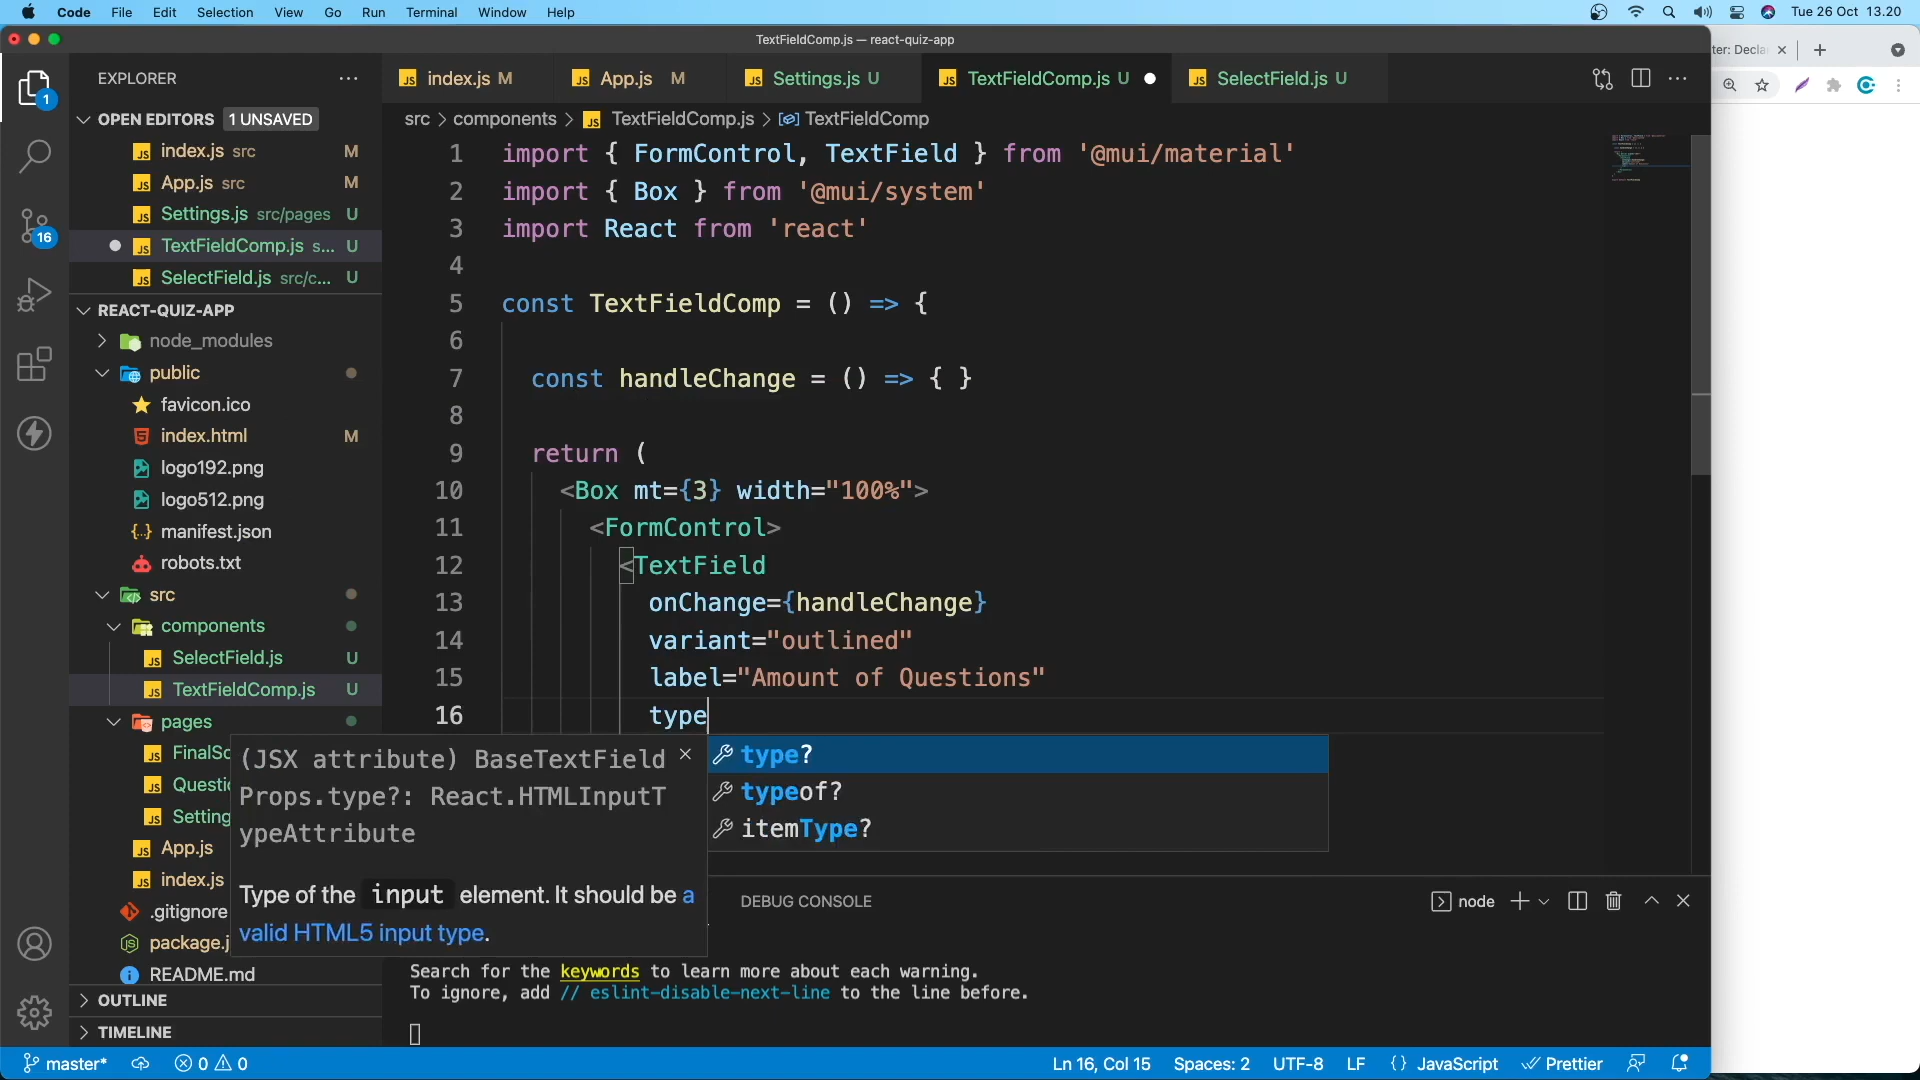 Code File Edit Selection View Go Run Terminal Window Help Tue 26 Oct 13.20
TextFieldComp.js — react-quiz-app
ter: Decla
EXPLORER
index.js M App.js M Settings.js U TextFieldComp.js U SelectField.js U
1
OPEN EDITORS 1 UNSAVED
src > components > TextFieldComp.js > TextFieldComp
index.js src M
App.js src M
Settings.js src/pages U
TextFieldComp.js s... U
SelectField.js src/c... U
16
REACT-QUIZ-APP
node_modules
public
favicon.ico
index.html M
logo192.png
logo512.png
manifest.json
robots.txt
src
components
SelectField.js U
TextFieldComp.js U
pages
FinalSc
Questi
Setting
App.js
index.js
.gitignore
package.j
README.md
OUTLINE
TIMELINE
1 import { FormControl, TextField } from '@mui/material'
2 import { Box } from '@mui/system'
3 import React from 'react'
4
5 const TextFieldComp = () => {
6
7 const handleChange = () => { }
8
9 return (
10 <Box mt={3} width="100%">
11 <FormControl>
12 <TextField
13 onChange={handleChange}
14 variant="outlined"
15 label="Amount of Questions"
16 type
type?
typeof?
itemType?
(JSX attribute) BaseTextField
Props.type?: React.HTMLInputT
ypeAttribute
Type of the input element. It should be a
valid HTML5 input type.
DEBUG CONSOLE
node
Search for the keywords to learn more about each warning.
To ignore, add // eslint-disable-next-line to the line before.
master* 0 0 Ln 16, Col 15 Spaces: 2 UTF-8 LF {} JavaScript Prettier